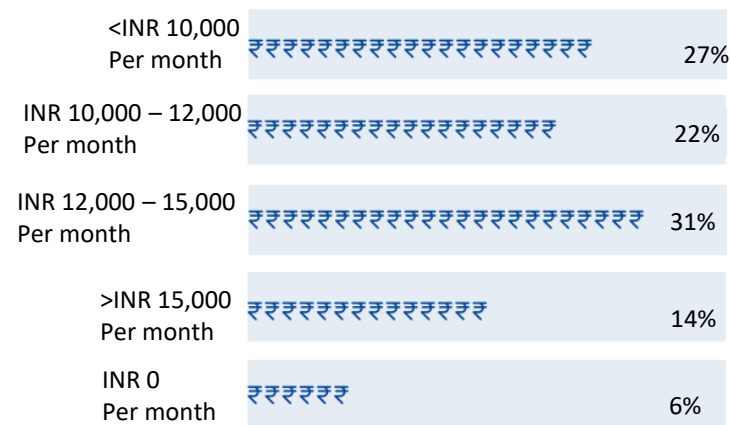 <INR 10,000
Per month
₹₹₹₹₹₹₹₹₹₹₹₹₹₹₹₹₹₹₹₹ 27%
INR 10,000 – 12,000
Per month
₹₹₹₹₹₹₹₹₹₹₹₹₹₹₹₹₹₹ 22%
INR 12,000 – 15,000
Per month
₹₹₹₹₹₹₹₹₹₹₹₹₹₹₹₹₹₹₹₹₹₹₹ 31%
>INR 15,000
Per month
₹₹₹₹₹₹₹₹₹₹₹₹₹₹ 14%
INR 0
Per month
₹₹₹₹₹₹ 6%